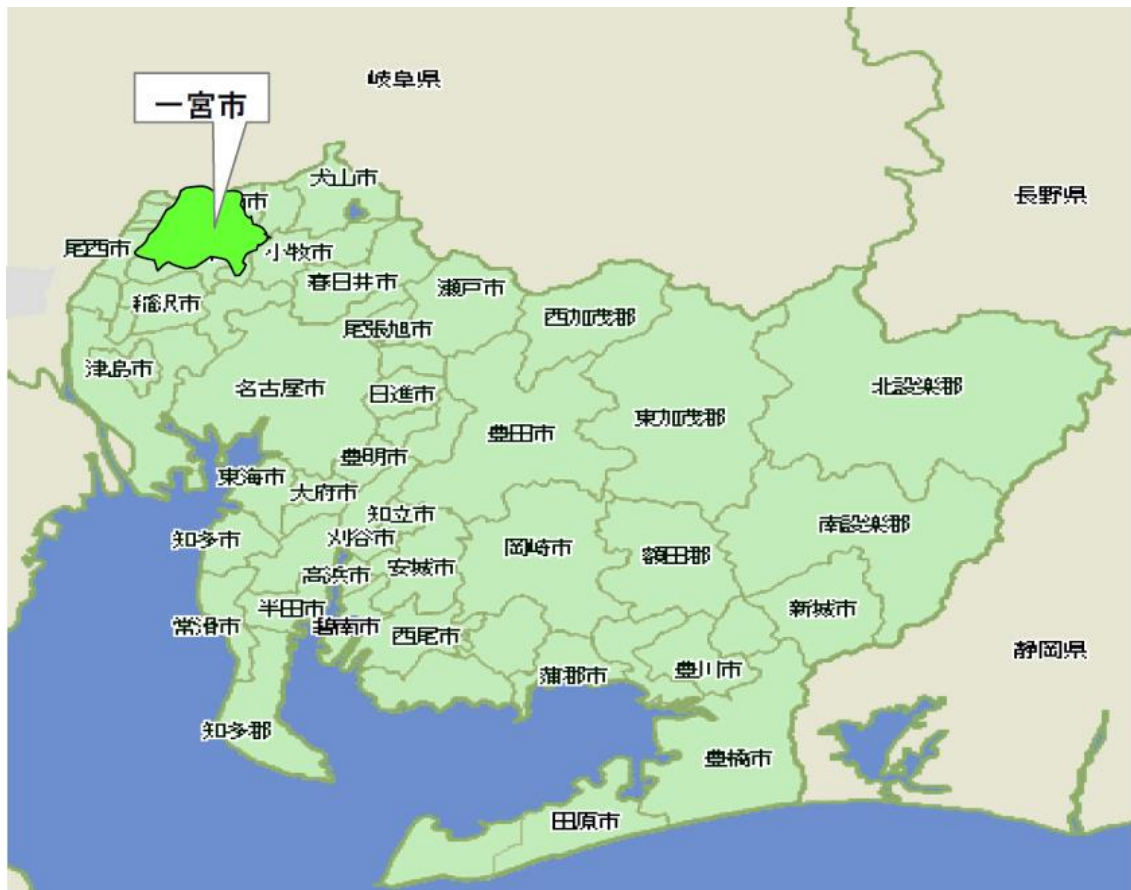 岐阜県
一宮市
犬山市
長野県
市
尾西市
小牧市
春日井市
瀬戸市
稲沢市
西加茂郡
尾張旭市
津島市
名古屋市
日進市
北設楽郡
東加茂郡
豊田市
豊明市
東海市
大府市
知立市
南設楽郡
知多市
刈谷市
岡崎市
額田郡
安城市
高浜市
半田市
新城市
常滑市
碧南市
西尾市
静岡県
蒲郡市
豊川市
知多郡
豊橋市
田原市